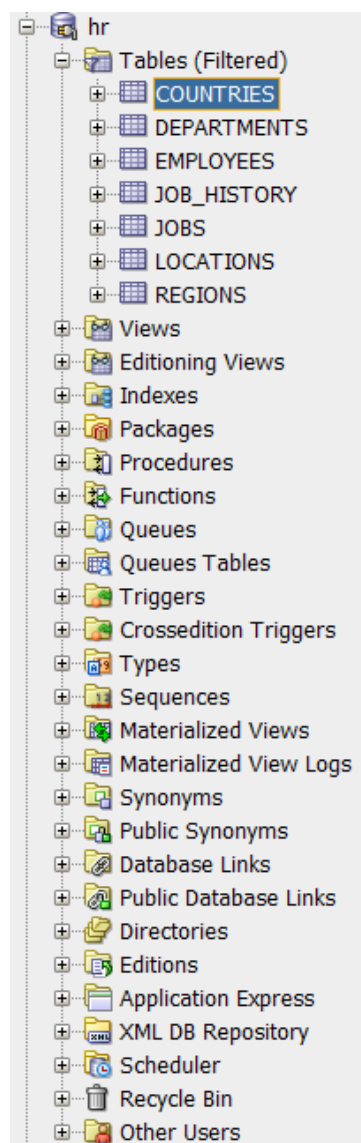 hr
Tables (Filtered)
COUNTRIES
DEPARTMENTS
EMPLOYEES
JOB_HISTORY
JOBS
LOCATIONS
REGIONS
Views
Editioning Views
Indexes
Packages
Procedures
Functions
Queues
Queues Tables
Triggers
Crossedition Triggers
Types
Sequences
Materialized Views
Materialized View Logs
Synonyms
Public Synonyms
Database Links
Public Database Links
Directories
Editions
Application Express
XML DB Repository
Scheduler
Recycle Bin
Other Users